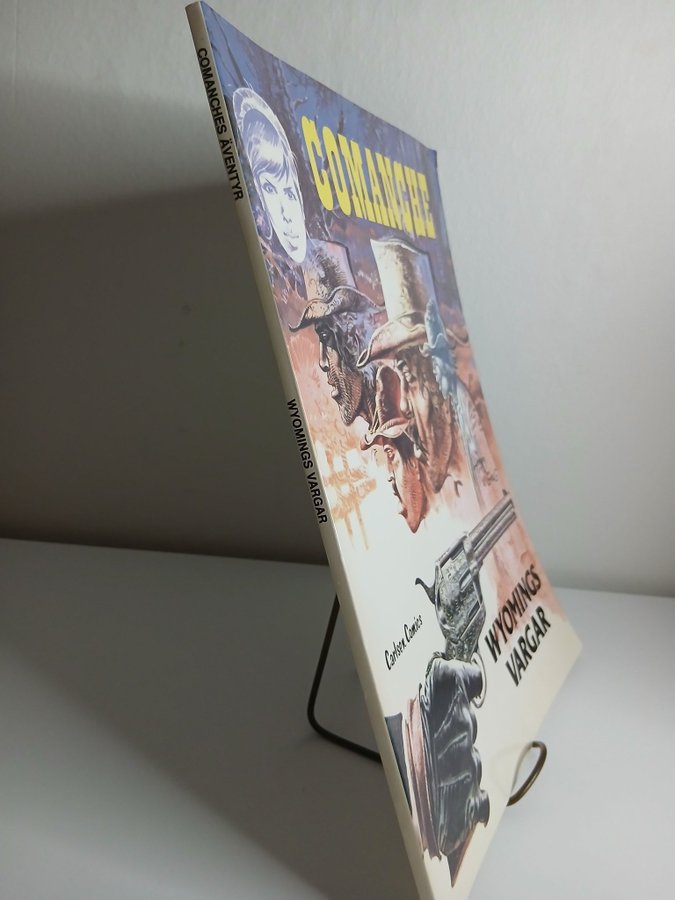 COMANCHES ÄVENTYR
WYOMINGS VARGAR
COMANCHE
Carlsen Comics
WYOMINGS
VARGAR